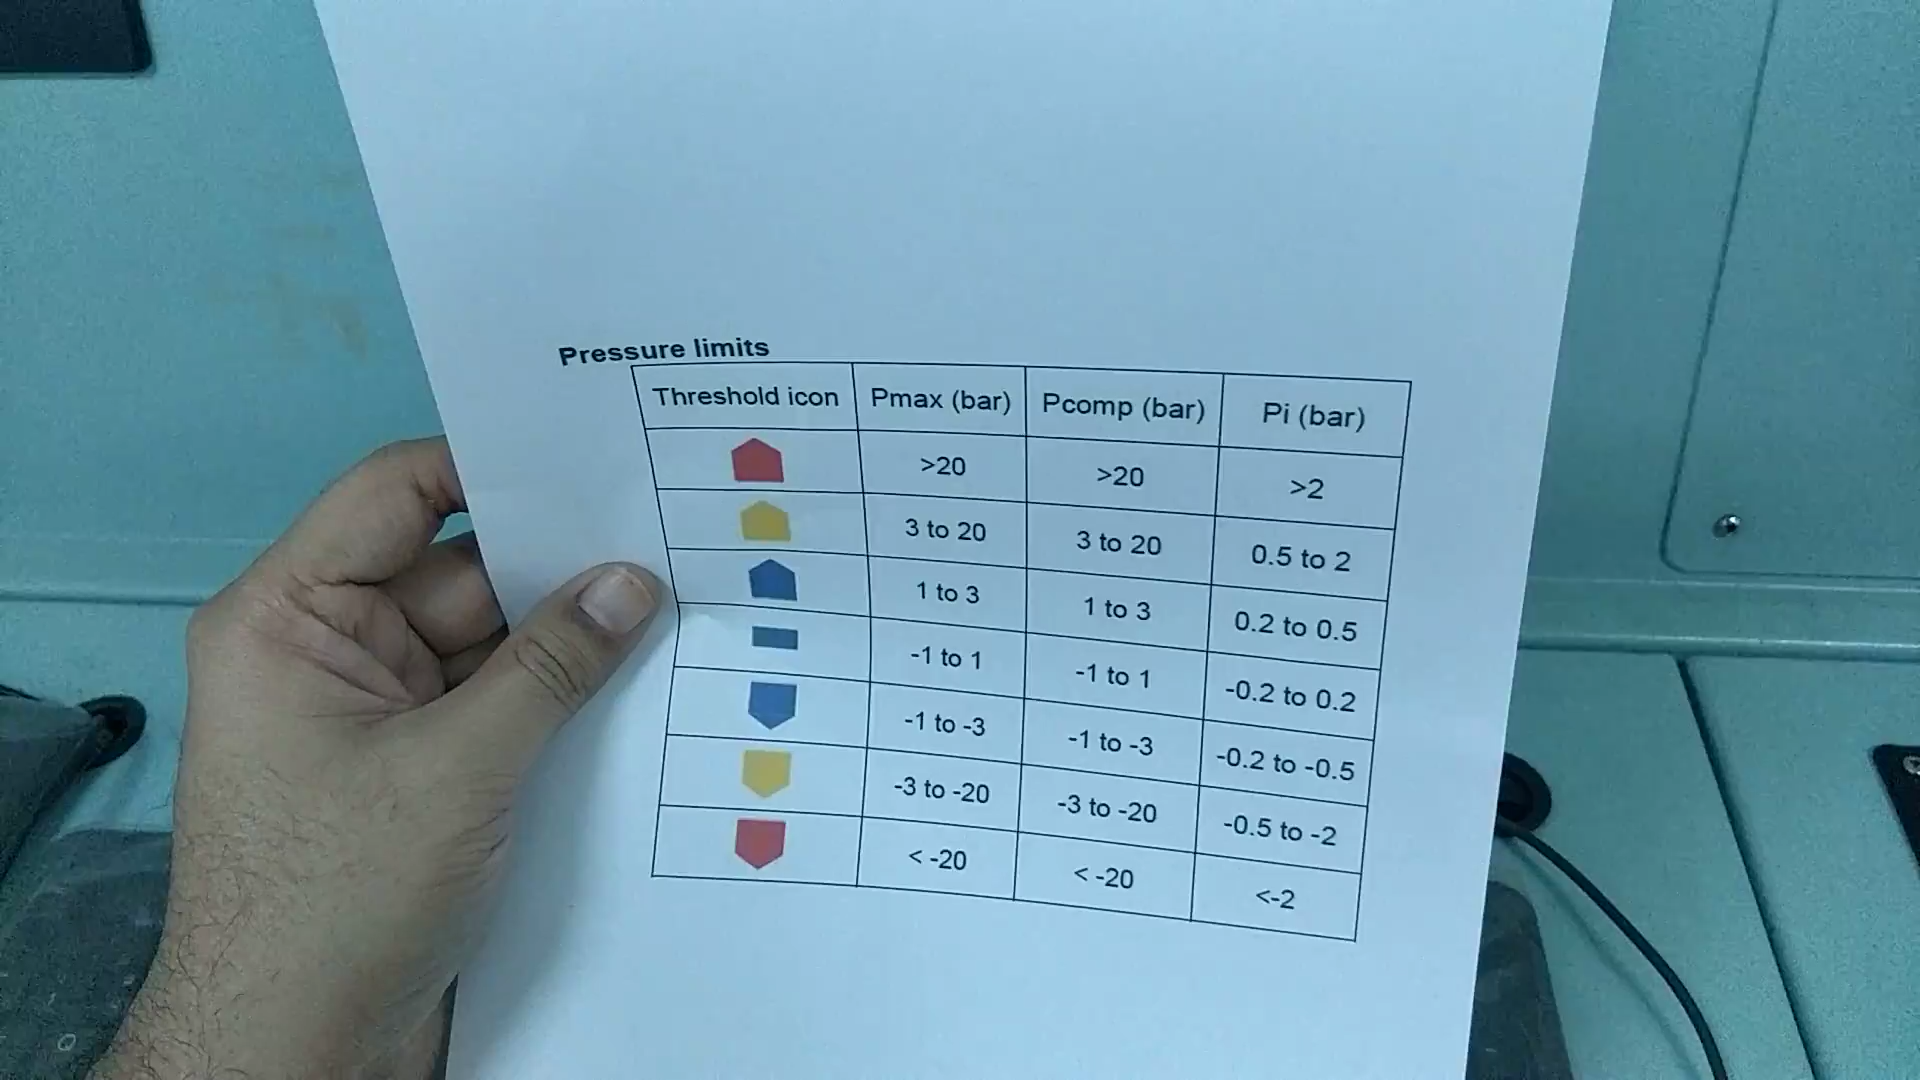 Pressure limits
Threshold icon Pmax (bar) Pcomp (bar) Pi (bar)
>20 >20 >2
3 to 20 3 to 20 0.5 to 2
1 to 3 1 to 3 0.2 to 0.5
-1 to 1 -1 to 1 -0.2 to 0.2
-1 to -3 -1 to -3 -0.2 to -0.5
-3 to -20 -3 to -20 -0.5 to -2
< -20 < -20 <-2